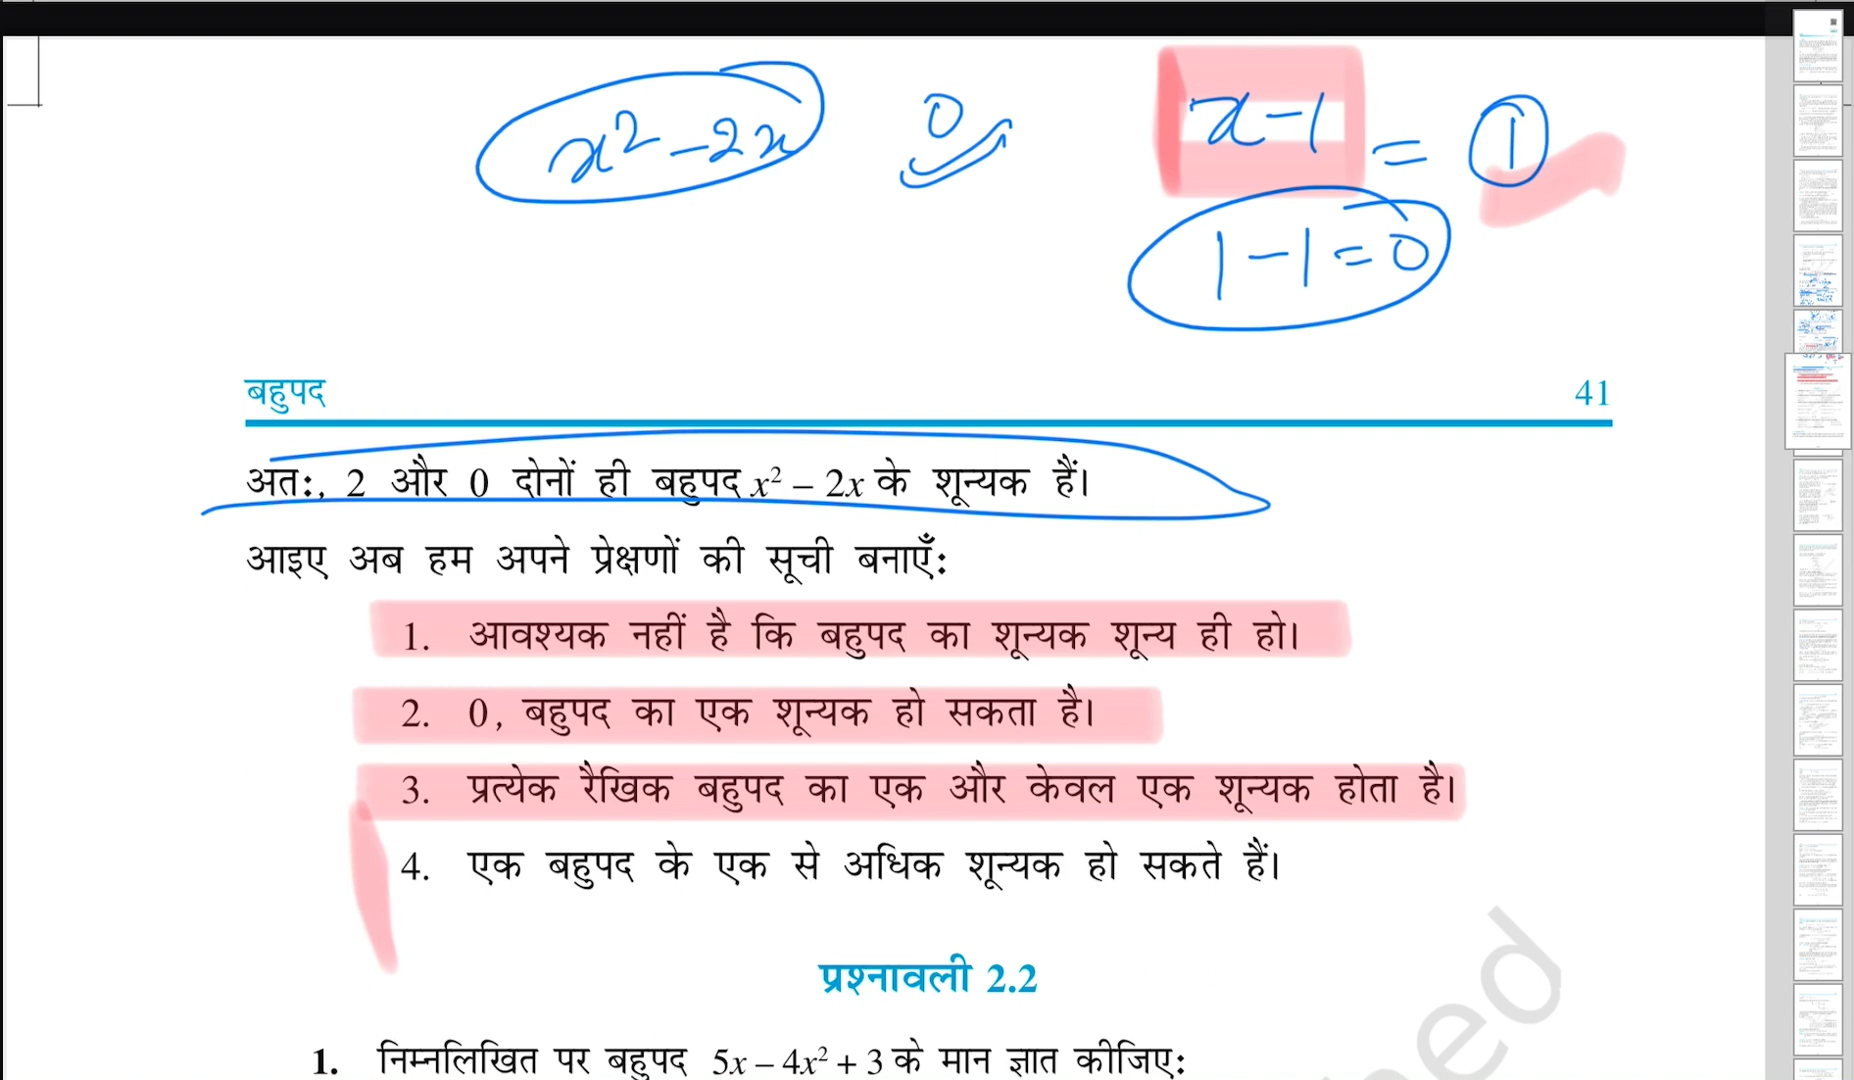 x² – 2x 0 x – 1 = 1
1 – 1 = 0
बहुपद 41
अतः, 2 और 0 दोनों ही बहुपद x² – 2x के शून्यक हैं।
आइए अब हम अपने प्रेक्षणों की सूची बनाएँ:
1. आवश्यक नहीं है कि बहुपद का शून्यक शून्य ही हो।
2. 0, बहुपद का एक शून्यक हो सकता है।
3. प्रत्येक रैखिक बहुपद का एक और केवल एक शून्यक होता है।
4. एक बहुपद के एक से अधिक शून्यक हो सकते हैं।
प्रश्नावली 2.2
1. निम्नलिखित पर बहुपद 5x – 4x² + 3 के मान ज्ञात कीजिए: